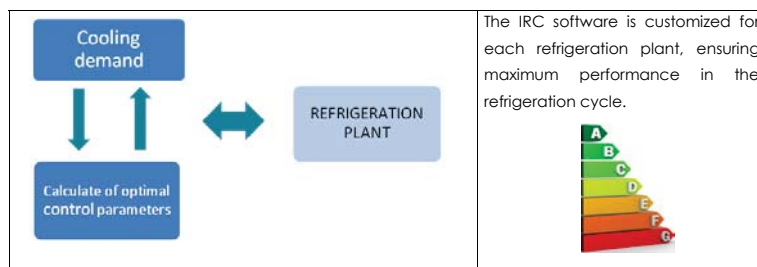 Cooling
demand
REFRIGERATION
PLANT
Calculate of optimal
control parameters
The IRC software is customized for
each refrigeration plant, ensuring
maximum performance in the
refrigeration cycle.
A
B
C
D
E
F
G